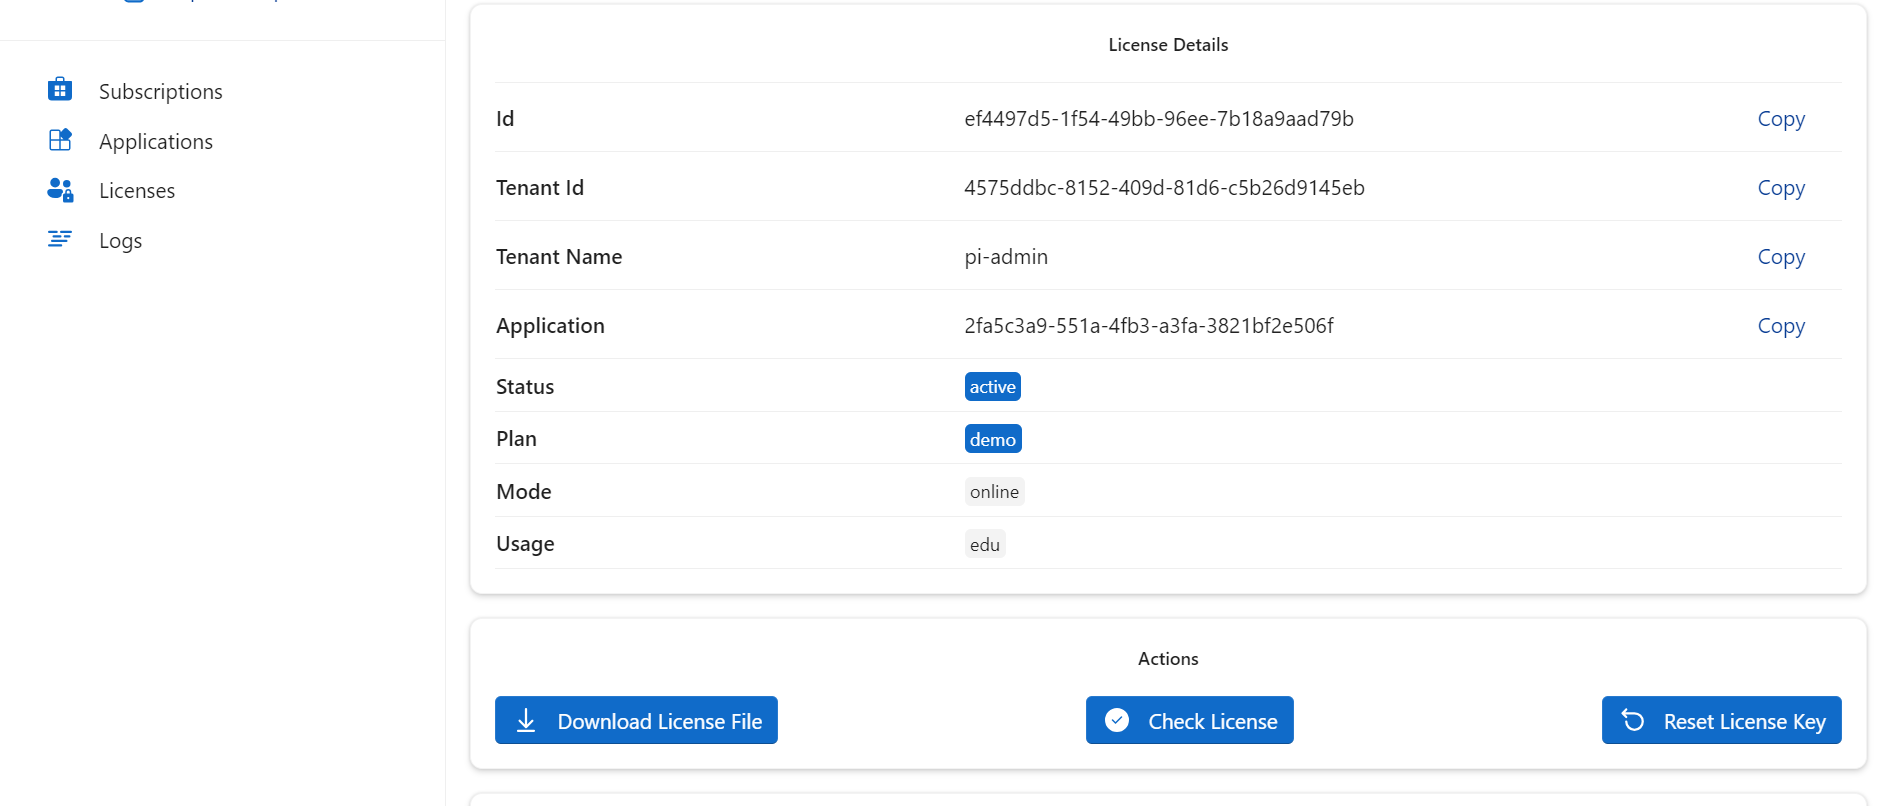 Subscriptions
Applications
Licenses
Logs
License Details
Id ef4497d5-1f54-49bb-96ee-7b18a9aad79b Copy
Tenant Id 4575ddbc-8152-409d-81d6-c5b26d9145eb Copy
Tenant Name pi-admin Copy
Application 2fa5c3a9-551a-4fb3-a3fa-3821bf2e506f Copy
Status active
Plan demo
Mode online
Usage edu
Actions
Download License File Check License Reset License Key